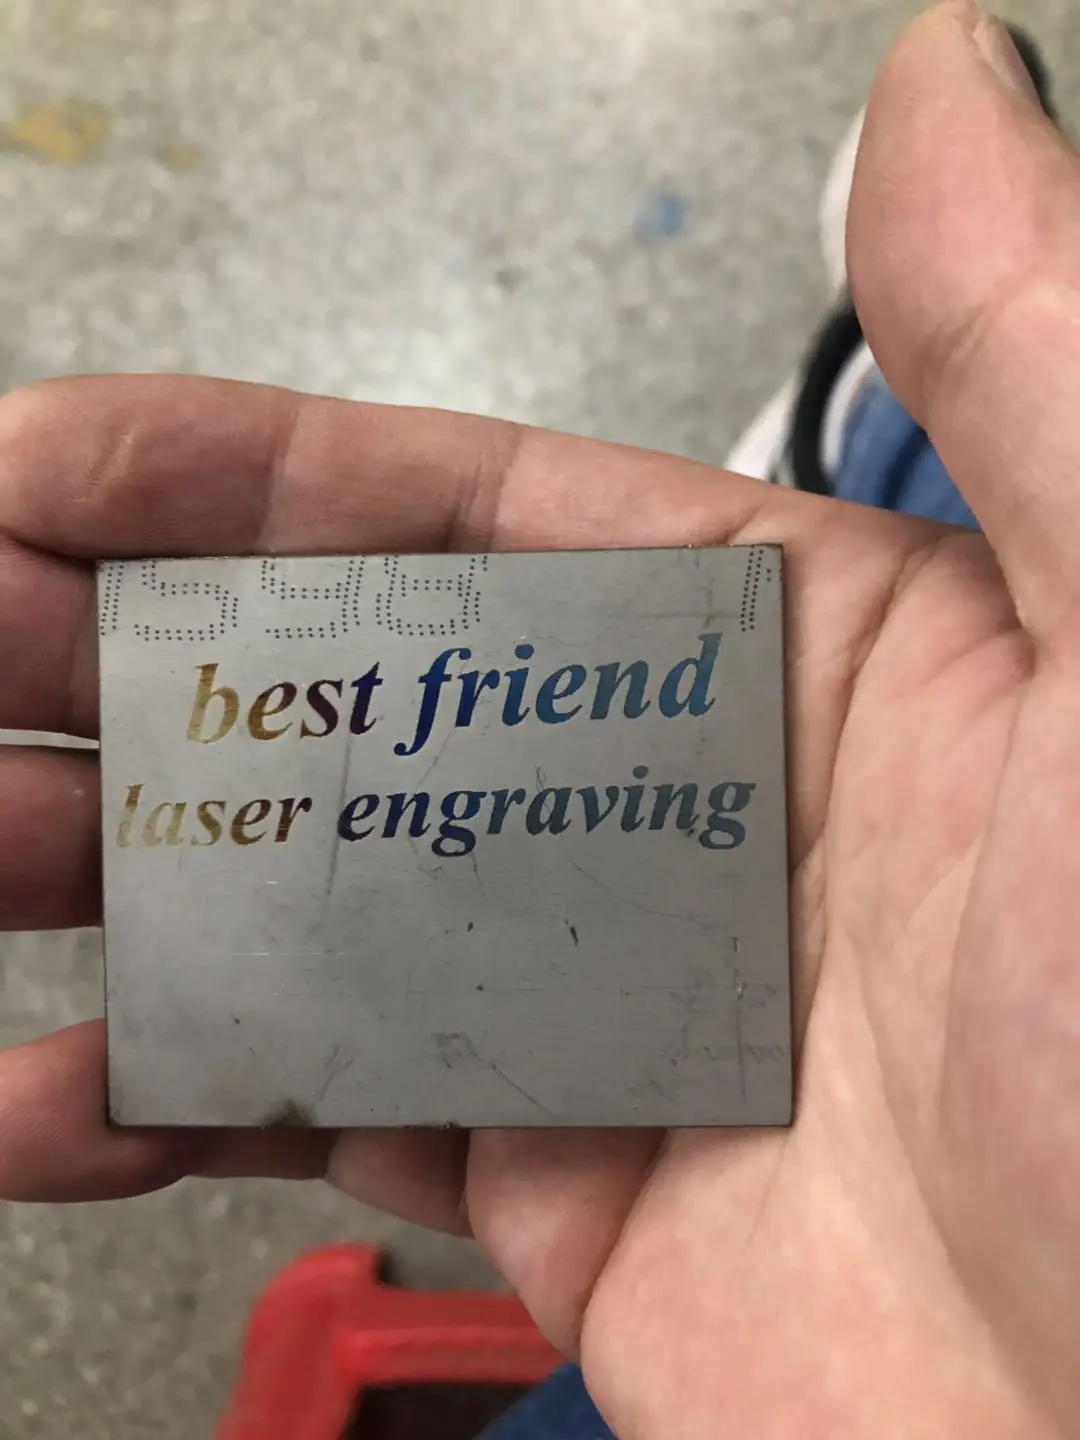 best friend
laser engraving